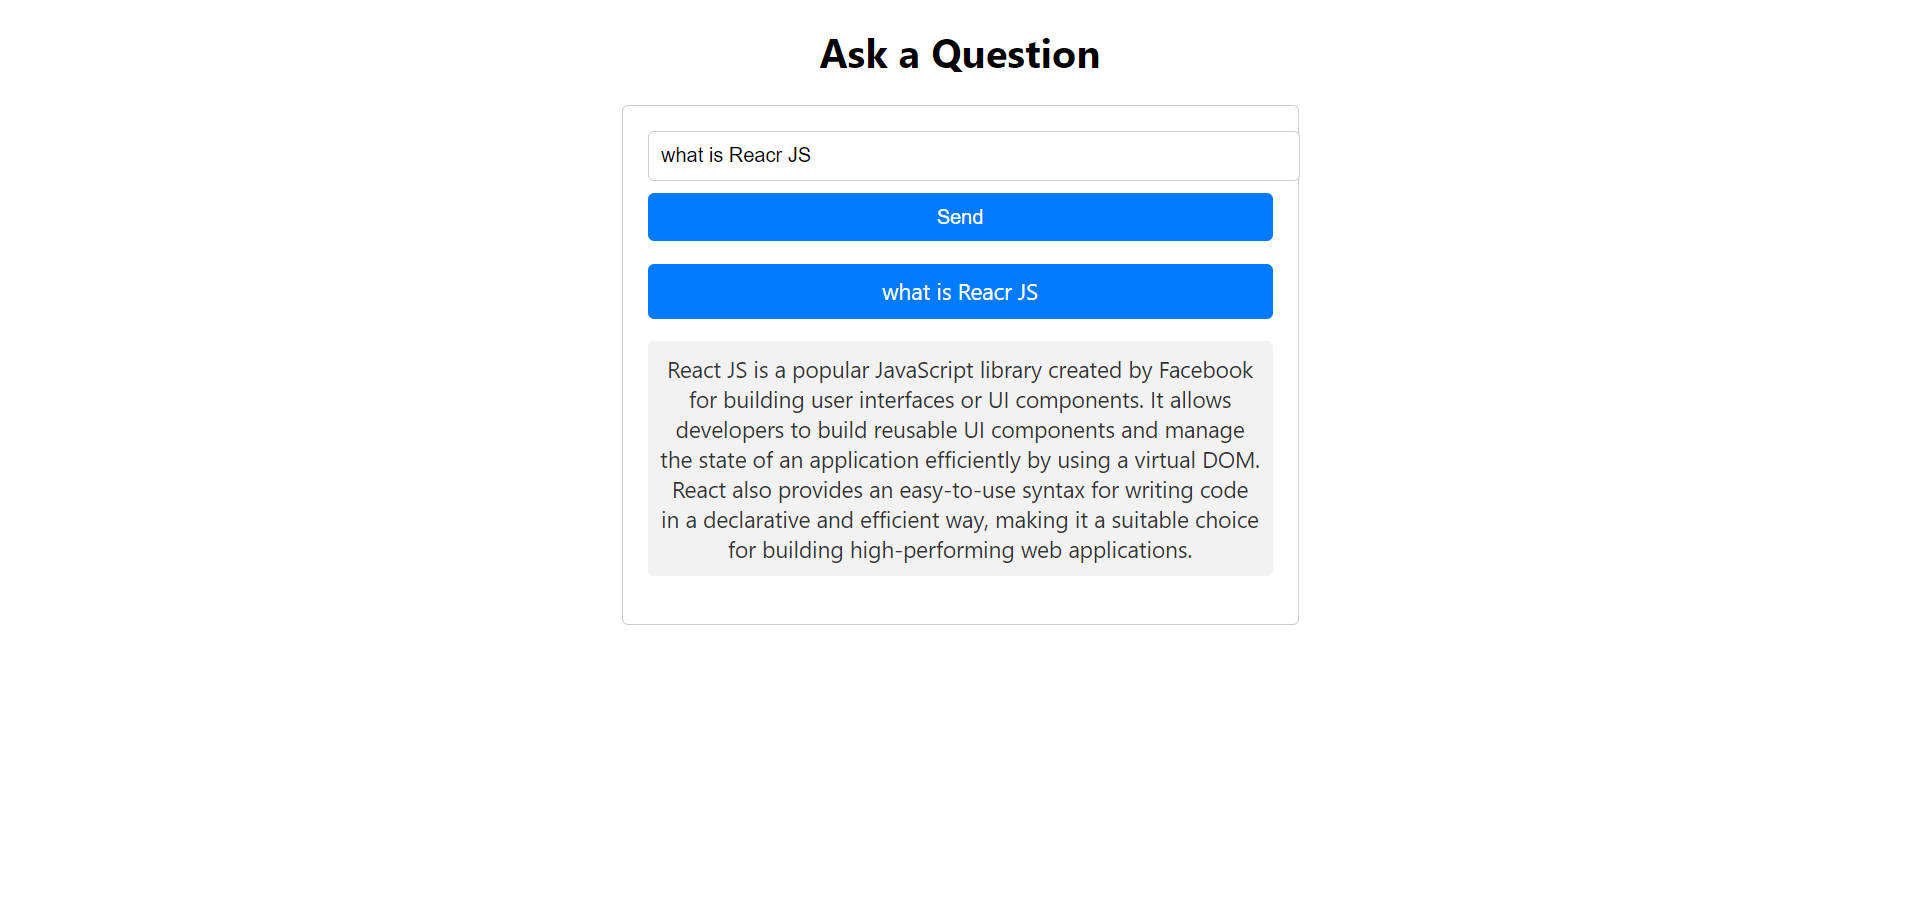 Ask a Question
what is Reacr JS
Send
what is Reacr JS
React JS is a popular JavaScript library created by Facebook
for building user interfaces or UI components. It allows
developers to build reusable UI components and manage
the state of an application efficiently by using a virtual DOM.
React also provides an easy-to-use syntax for writing code
in a declarative and efficient way, making it a suitable choice
for building high-performing web applications.